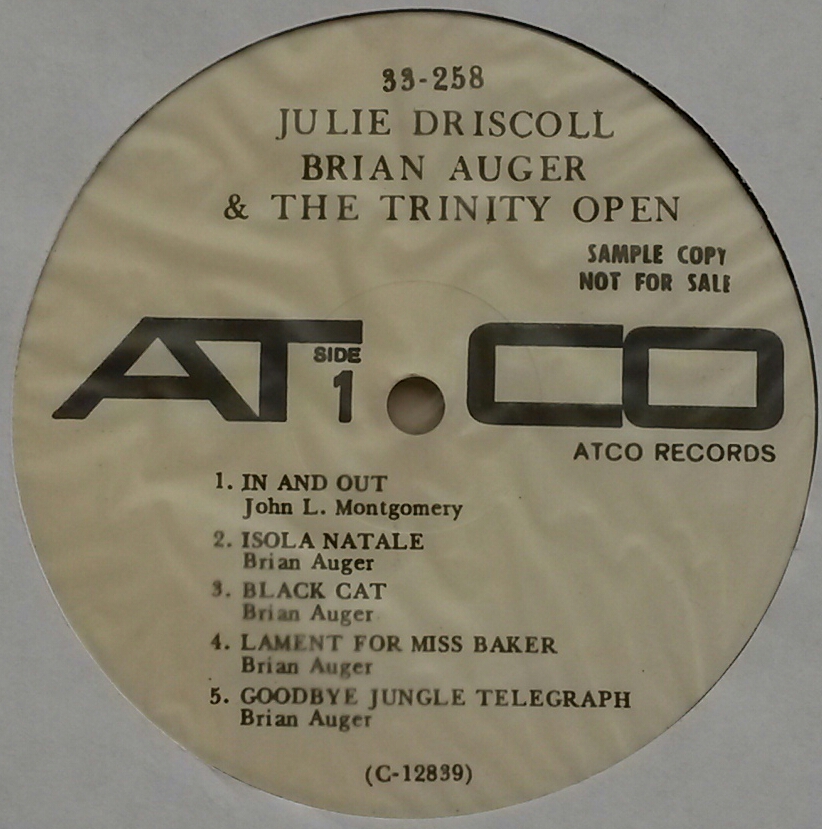 33-258
JULIE DRISCOLL
BRIAN AUGER
& THE TRINITY OPEN
SAMPLE COPY
NOT FOR SALE
ATCO
SIDE
1
ATCO RECORDS
1. IN AND OUT
John L. Montgomery
2. ISOLA NATALE
Brian Auger
3. BLACK CAT
Brian Auger
4. LAMENT FOR MISS BAKER
Brian Auger
5. GOODBYE JUNGLE TELEGRAPH
Brian Auger
(C-12839)